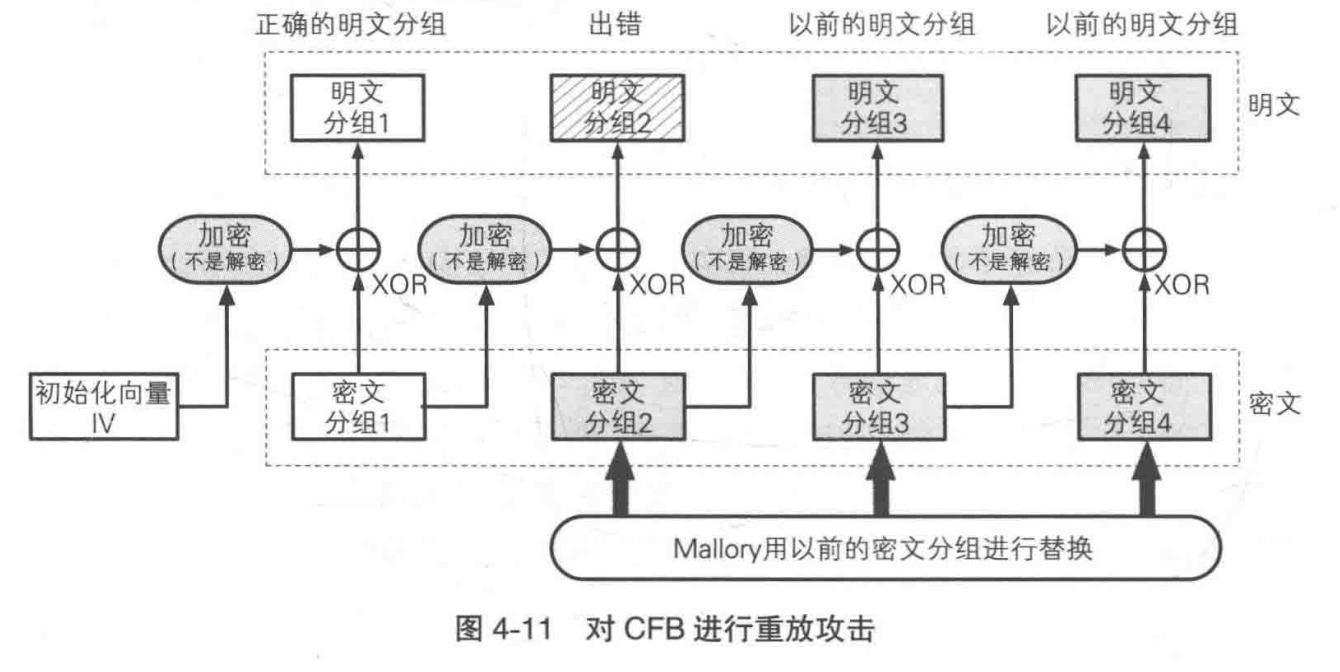 正确的明文分组 出错 以前的明文分组 以前的明文分组
明文
分组1
明文
分组2
明文
分组3
明文
分组4
明文
加密
(不是解密)
加密
(不是解密)
加密
(不是解密)
加密
(不是解密)
XOR
XOR
XOR
XOR
初始化向量
IV
密文
分组1
密文
分组2
密文
分组3
密文
分组4
密文
Mallory用以前的密文分组进行替换
图 4-11 对 CFB 进行重放攻击